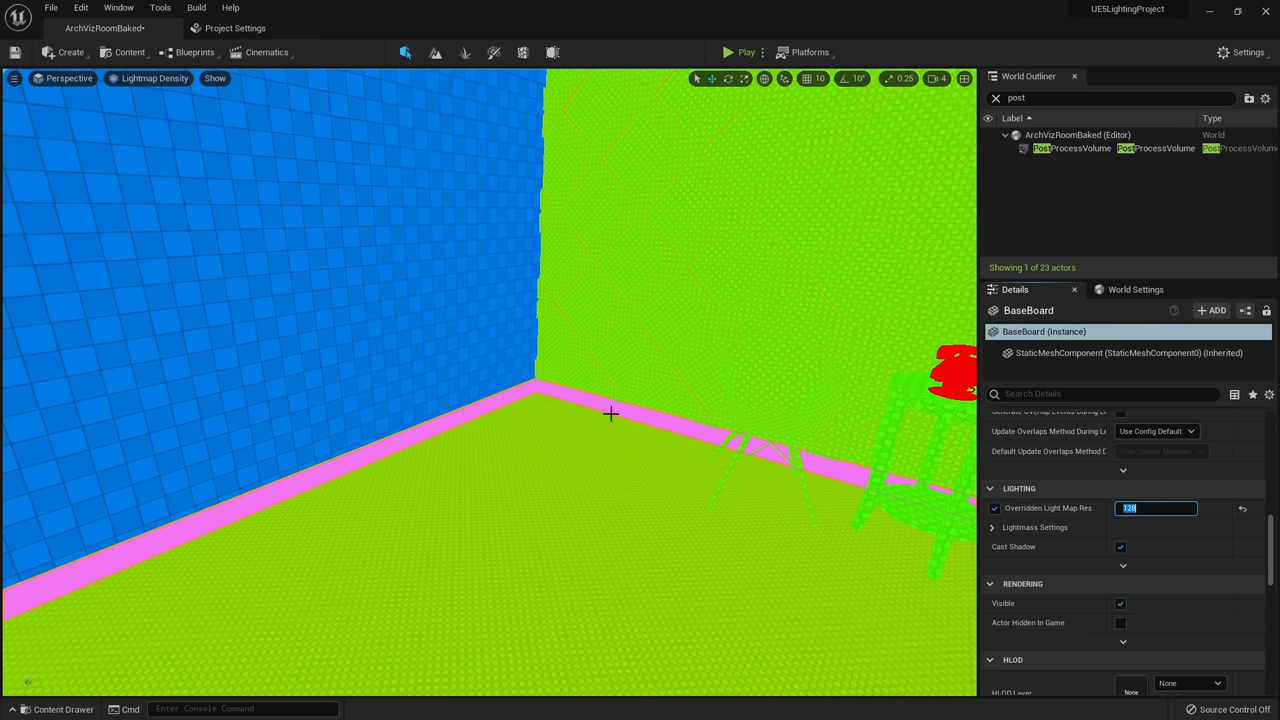 File Edit Window Tools Build Help
UE5LightingProject
ArchVizRoomBaked* Project Settings
Create Content Blueprints Cinematics Play Platforms Settings
Perspective Lightmap Density Show 10 10° 0.25 4
World Outliner
post
Label Type
ArchVizRoomBaked (Editor) World
PostProcessVolume PostProcessVolume PostProcessVolum
Showing 1 of 23 actors
Details World Settings
BaseBoard ADD
BaseBoard (Instance)
StaticMeshComponent (StaticMeshComponent0) (Inherited)
Search Details
Update Overlaps Method During Le Use Config Default
Default Update Overlaps Method D
LIGHTING
Overridden Light Map Res 128
Lightmass Settings
Cast Shadow
RENDERING
Visible
Actor Hidden In Game
HLOD
HLOD Layer None None
Content Drawer Cmd Enter Console Command Source Control Off